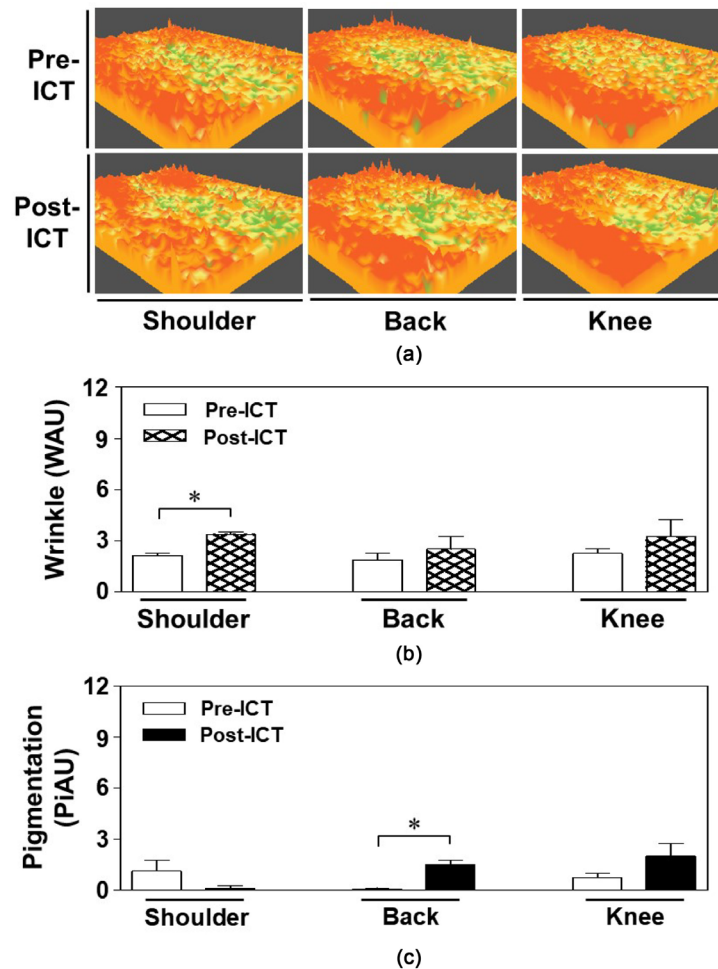 Pre-
ICT
Post-
ICT
Shoulder Back Knee
(a)
Wrinkle (WAU)
12
9
6
3
0
Pre-ICT
Post-ICT
*
Shoulder Back Knee
(b)
Pigmentation
(PiAU)
12
9
6
3
0
Pre-ICT
Post-ICT
*
Shoulder Back Knee
(c)